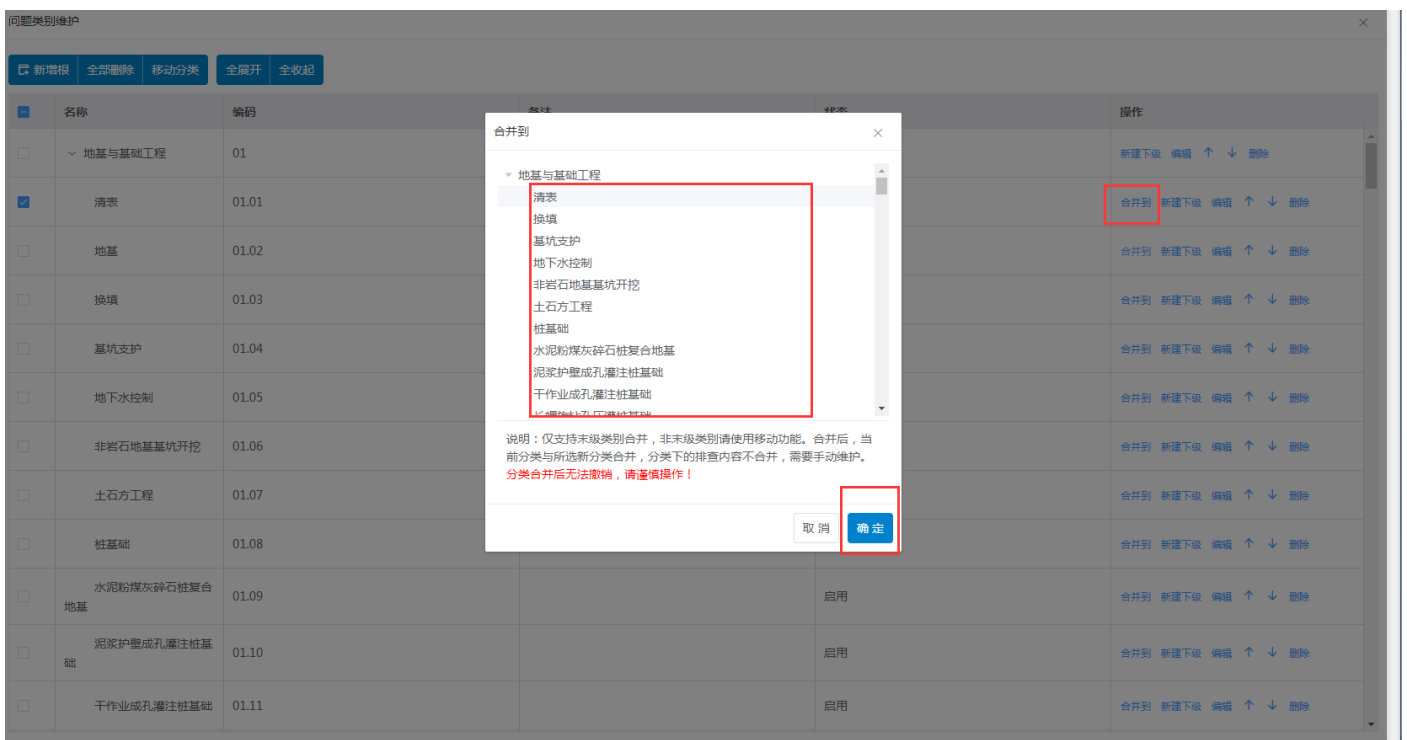 问题类别维护
新增根 全部删除 移动分类 全展开 全收起
名称 编码 备注 状态 操作
地基与基础工程 01 新建下级 编辑 ↑ ↓ 删除
清表 01.01 合并到 新建下级 编辑 ↑ ↓ 删除
地基 01.02 合并到 新建下级 编辑 ↑ ↓ 删除
换填 01.03 合并到 新建下级 编辑 ↑ ↓ 删除
基坑支护 01.04 合并到 新建下级 编辑 ↑ ↓ 删除
地下水控制 01.05 合并到 新建下级 编辑 ↑ ↓ 删除
非岩石地基基坑开挖 01.06 合并到 新建下级 编辑 ↑ ↓ 删除
土石方工程 01.07 合并到 新建下级 编辑 ↑ ↓ 删除
桩基础 01.08 合并到 新建下级 编辑 ↑ ↓ 删除
水泥粉煤灰碎石桩复合
地基 01.09 启用 合并到 新建下级 编辑 ↑ ↓ 删除
泥浆护壁成孔灌注桩基
础 01.10 启用 合并到 新建下级 编辑 ↑ ↓ 删除
干作业成孔灌注桩基础 01.11 启用 合并到 新建下级 编辑 ↑ ↓ 删除
合并到
地基与基础工程
清表
换填
基坑支护
地下水控制
非岩石地基基坑开挖
土石方工程
桩基础
水泥粉煤灰碎石桩复合地基
泥浆护壁成孔灌注桩基础
干作业成孔灌注桩基础
说明：仅支持末级类别合并，非末级类别请使用移动功能。合并后，当
前分类与所选新分类合并，分类下的排查内容不合并，需要手动维护。
分类合并后无法撤销，请谨慎操作！
取 消 确 定